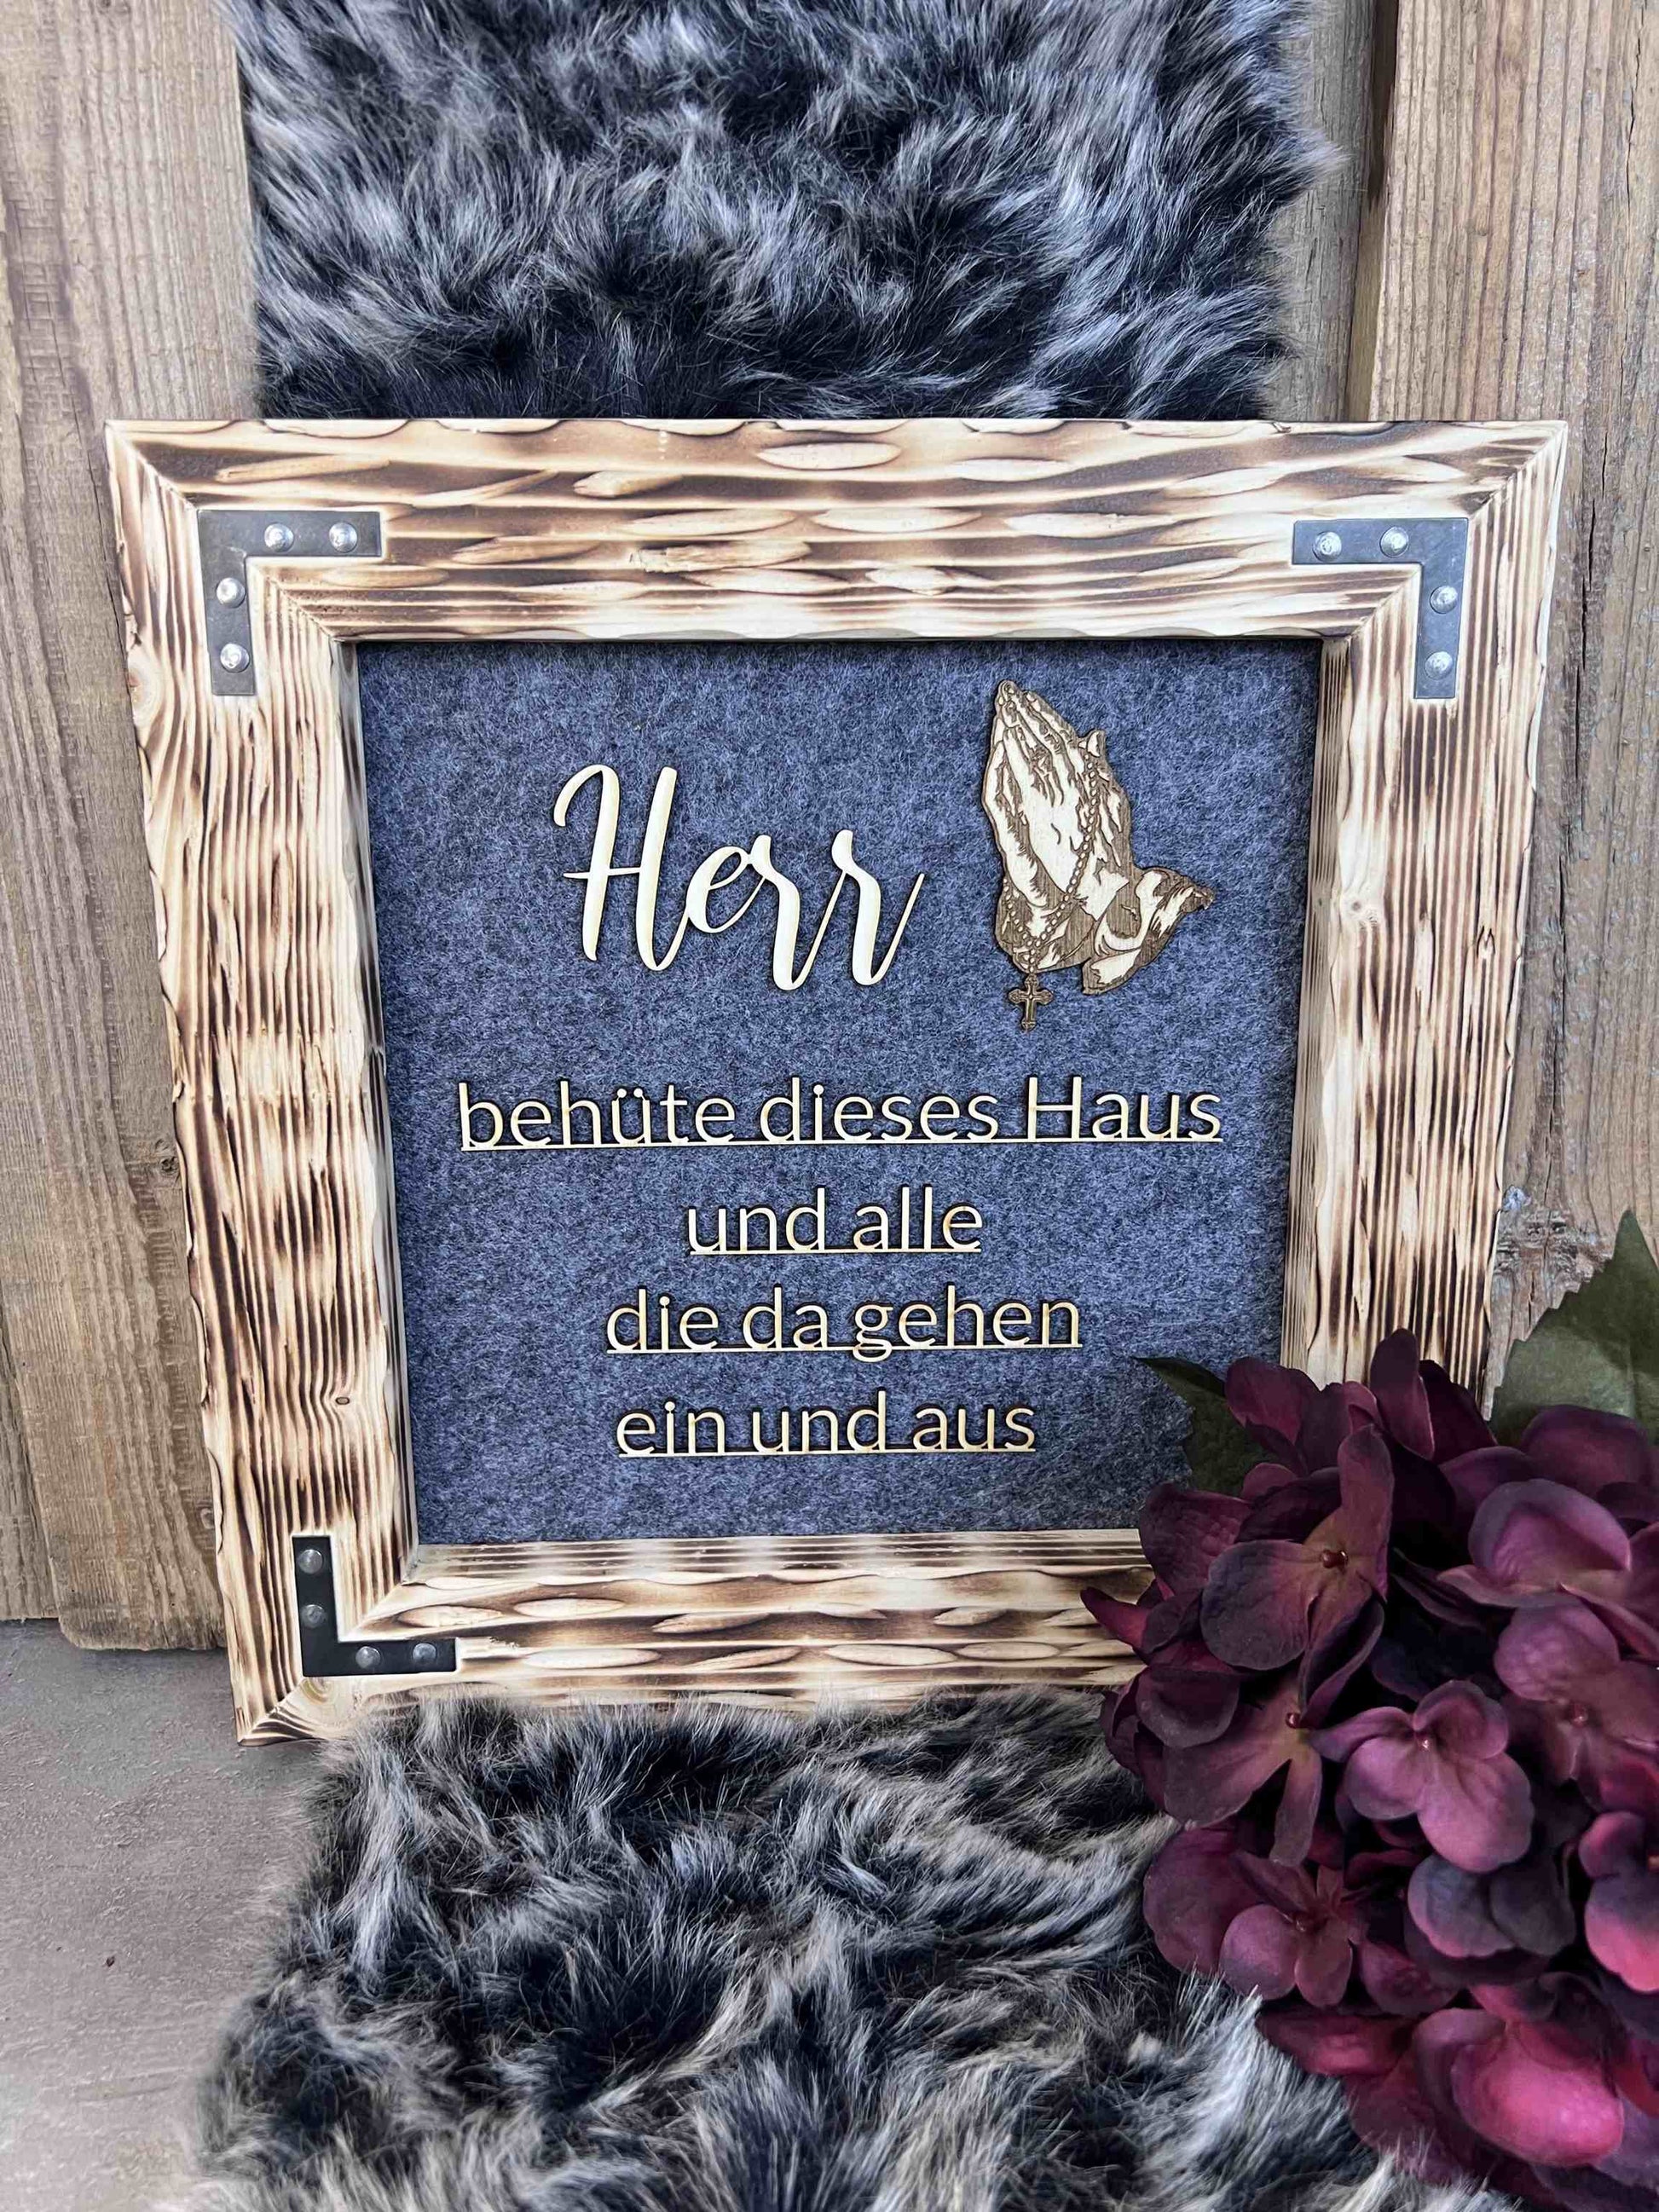 Herr
behüte dieses Haus
und alle
die da gehen
ein und aus